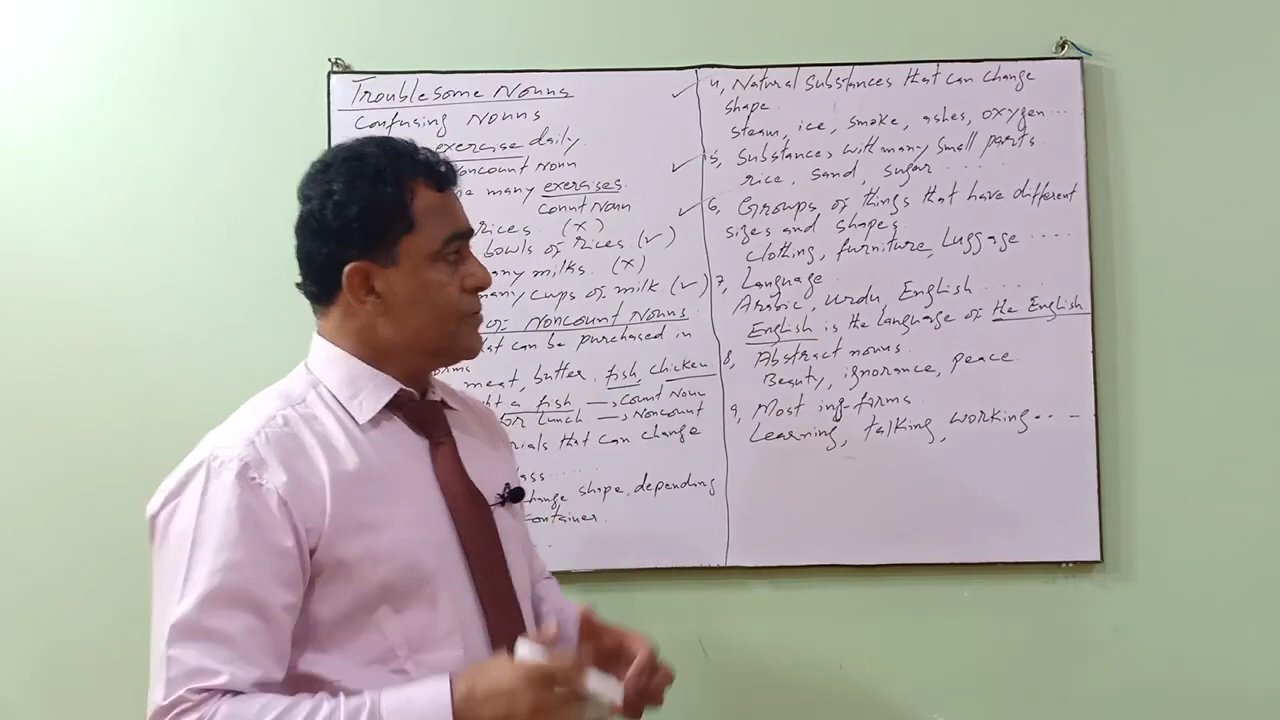 Troublesome Nouns
Confusing Nouns
exercise daily
Noncount Noun
many exercises
Count Noun
rices (x)
bowls of rices (✓)
many milks. (x)
many cups of milk (✓)
of Noncount Nouns
that can be purchased in
forms
meat, butter, fish, chicken
a fish → Count Noun
for Lunch → Noncount
that can change
change shape, depending
container
4, Natural Substances that can change
shape
steam, ice, smoke, ashes, oxygen...
5, Substances with many small parts
rice, sand, sugar ....
6, Groups of things that have different
sizes and shapes
clothing, furniture, Luggage ....
7, Language
Arabic, Urdu, English .....
English is the language of the English
8, Abstract nouns.
Beauty, ignorance, peace
9, Most ing-forms
Learning, talking, working...